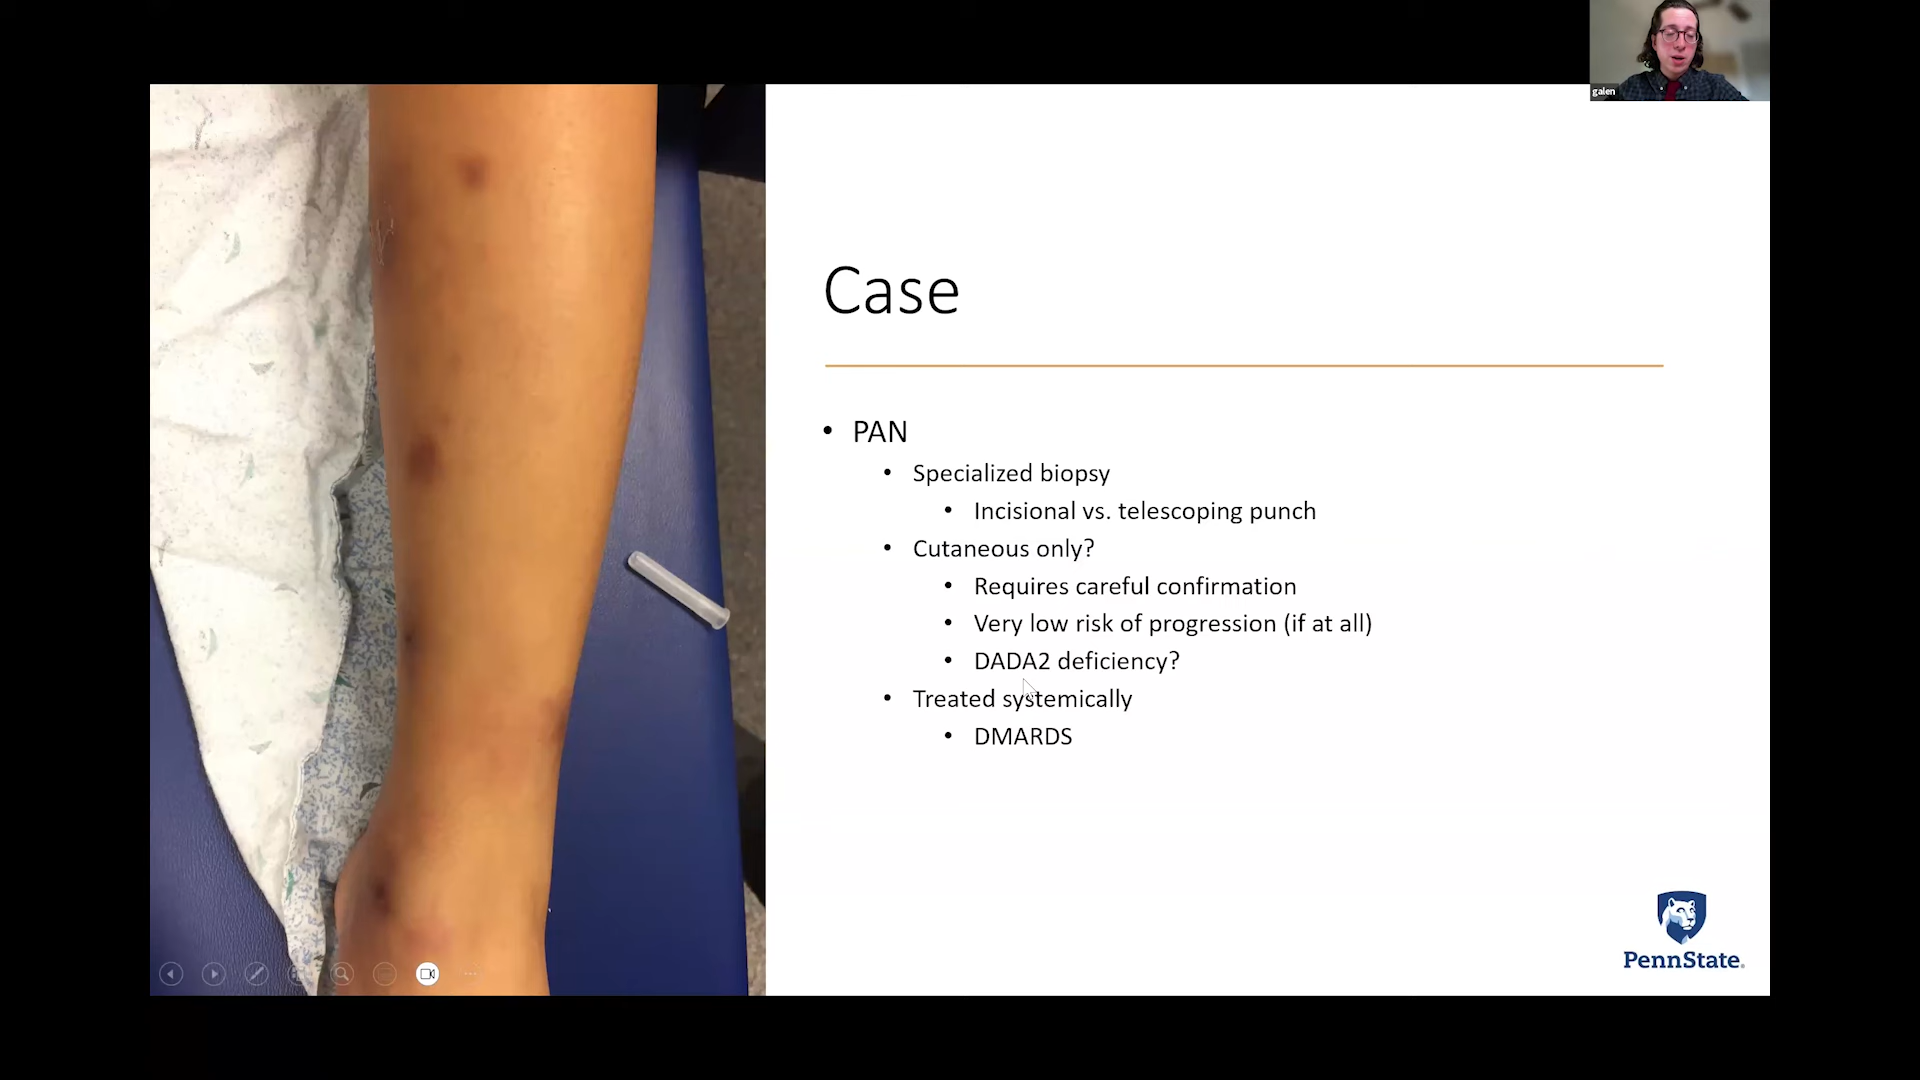 galen
Case
• PAN
• Specialized biopsy
• Incisional vs. telescoping punch
• Cutaneous only?
• Requires careful confirmation
• Very low risk of progression (if at all)
• DADA2 deficiency?
• Treated systemically
• DMARDS
PennState.